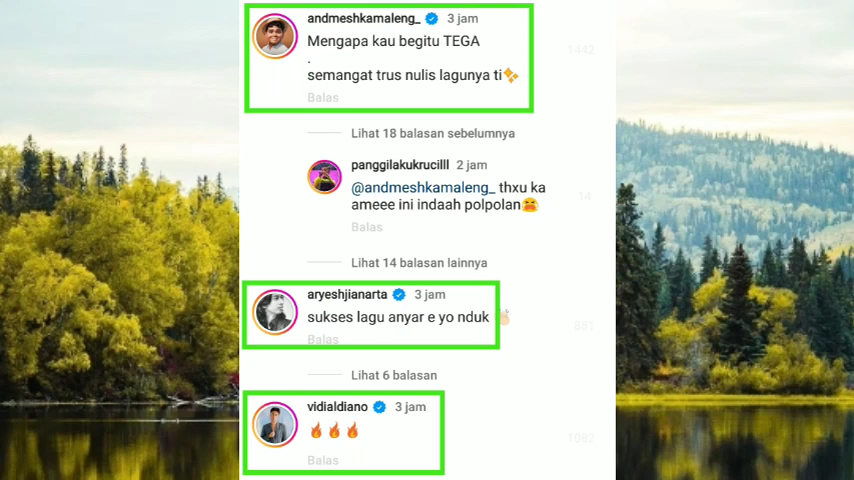 andmeshkamaleng_ 3 jam
Mengapa kau begitu TEGA
.
semangat trus nulis lagunya ti✨
1442
Balas
Lihat 18 balasan sebelumnya
panggilakukrucilll 2 jam
@andmeshkamaleng_ thxu ka
ameee ini indaah polpolan😫
14
Balas
Lihat 14 balasan lainnya
aryeshjianarta 3 jam
sukses lagu anyar e yo nduk
Balas
Lihat 6 balasan
vidialdiano 3 jam
🔥🔥🔥
Balas